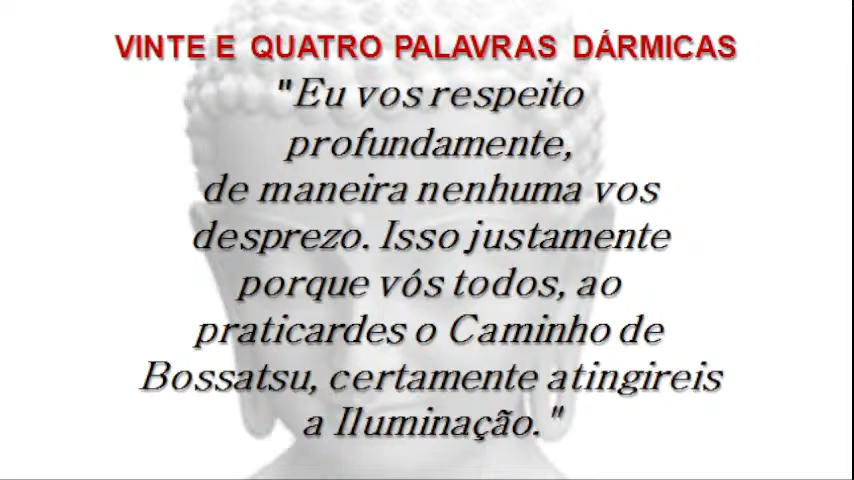 VINTE E QUATRO PALAVRAS DÁRMICAS
"Eu vos respeito
profundamente,
de maneira nenhuma vos
desprezo. Isso justamente
porque vós todos, ao
praticardes o Caminho de
Bossatsu, certamente atingireis
a Iluminação."